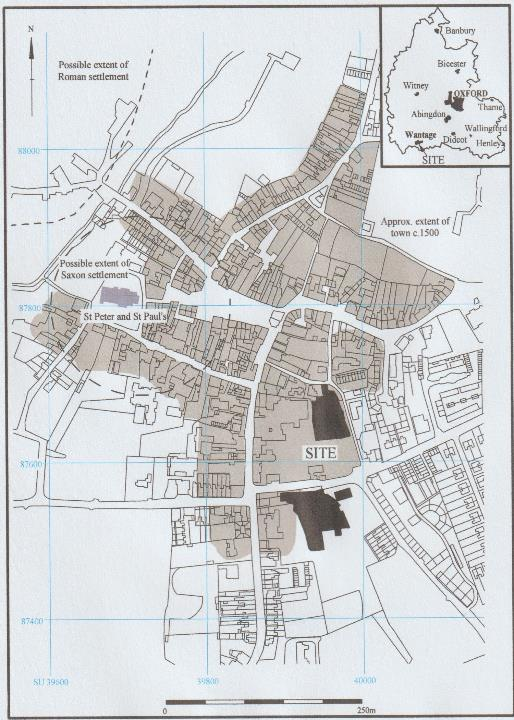 N
Possible extent of
Roman settlement
Banbury
Bicester
Witney
OXFORD
Thame
Abingdon
Wallingford
Wantage
Didcot
Henley
SITE
88000
Approx. extent of
town c.1500
Possible extent of
Saxon settlement
87800
St Peter and St Paul's
SITE
87600
87400
SU 39600
39800
40000
0
250m